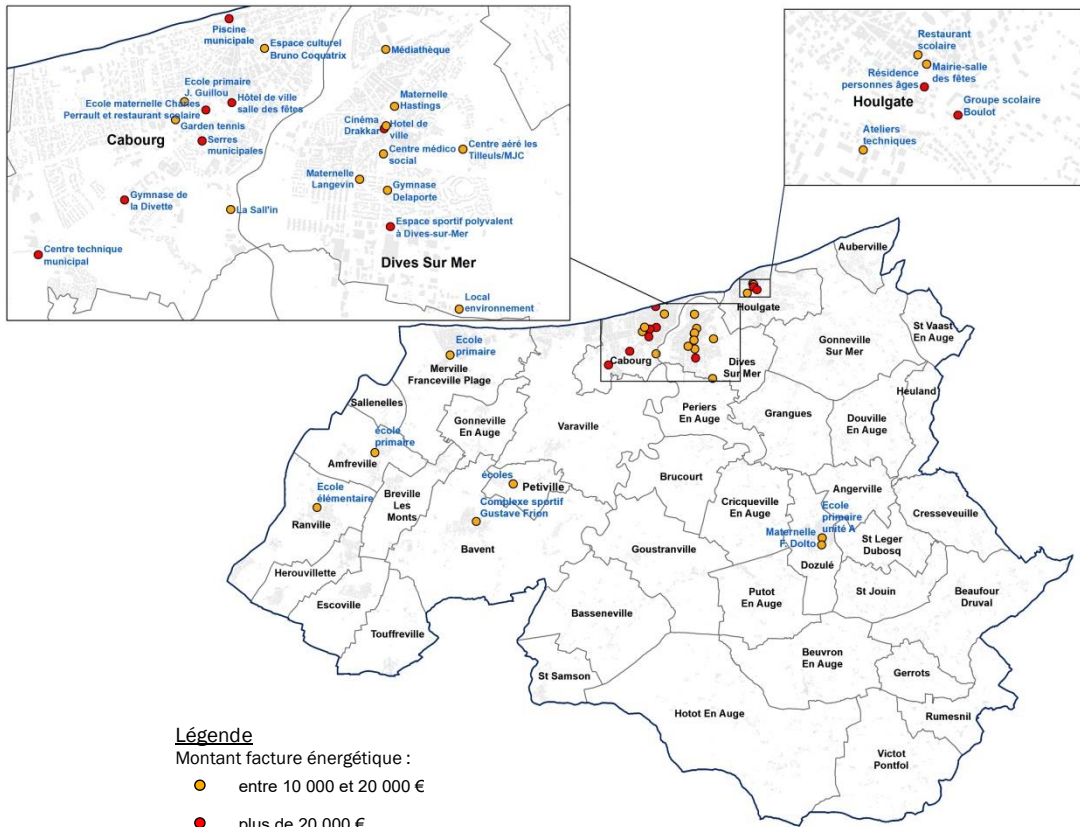 Piscine
municipale
Espace culturel
Bruno Coquatrix
Médiathèque
Ecole primaire
J. Guillou
Ecole maternelle Charles
Perrault et restaurant scolaire
Hôtel de ville
salle des fêtes
Garden tennis
Cabourg
Serres
municipales
Maternelle
Hastings
Cinéma
Drakkar
Hotel de
ville
Centre médico
social
Centre aéré les
Tilleuls/MJC
Maternelle
Langevin
Gymnase
Delaporte
Gymnase de
la Divette
La Sall'in
Espace sportif polyvalent
à Dives-sur-Mer
Centre technique
municipal
Dives Sur Mer
Local
environnement
Restaurant
scolaire
Mairie-salle
des fêtes
Résidence
personnes âges
Houlgate
Groupe scolaire
Boulot
Ateliers
techniques
Auberville
Houlgate
St Vaast
En Auge
Gonneville
Sur Mer
Ecole
primaire
Merville
Franceville Plage
Cabourg
Dives
Sur Mer
Heuland
Sallenelles
Gonneville
En Auge
Varaville
Periers
En Auge
Grangues
Douville
En Auge
école
primaire
Amfreville
écoles
Petiville
Brucourt
Cricqueville
En Auge
Angerville
Cresseveuille
Ecole
élémentaire
Ranville
Breville
Les
Monts
Complexe sportif
Gustave Frion
Bavent
Goustranville
Ecole
primaire
unité A
Maternelle
F. Dolto
Dozulé
St Leger
Dubosq
Herouvillette
Escoville
Touffreville
Basseneville
Putot
En Auge
St Jouin
Beaufour
Druval
St Samson
Beuvron
En Auge
Gerrots
Hotot En Auge
Rumesnil
Victot
Pontfol
Légende
Montant facture énergétique :
entre 10 000 et 20 000 €
plus de 20 000 €